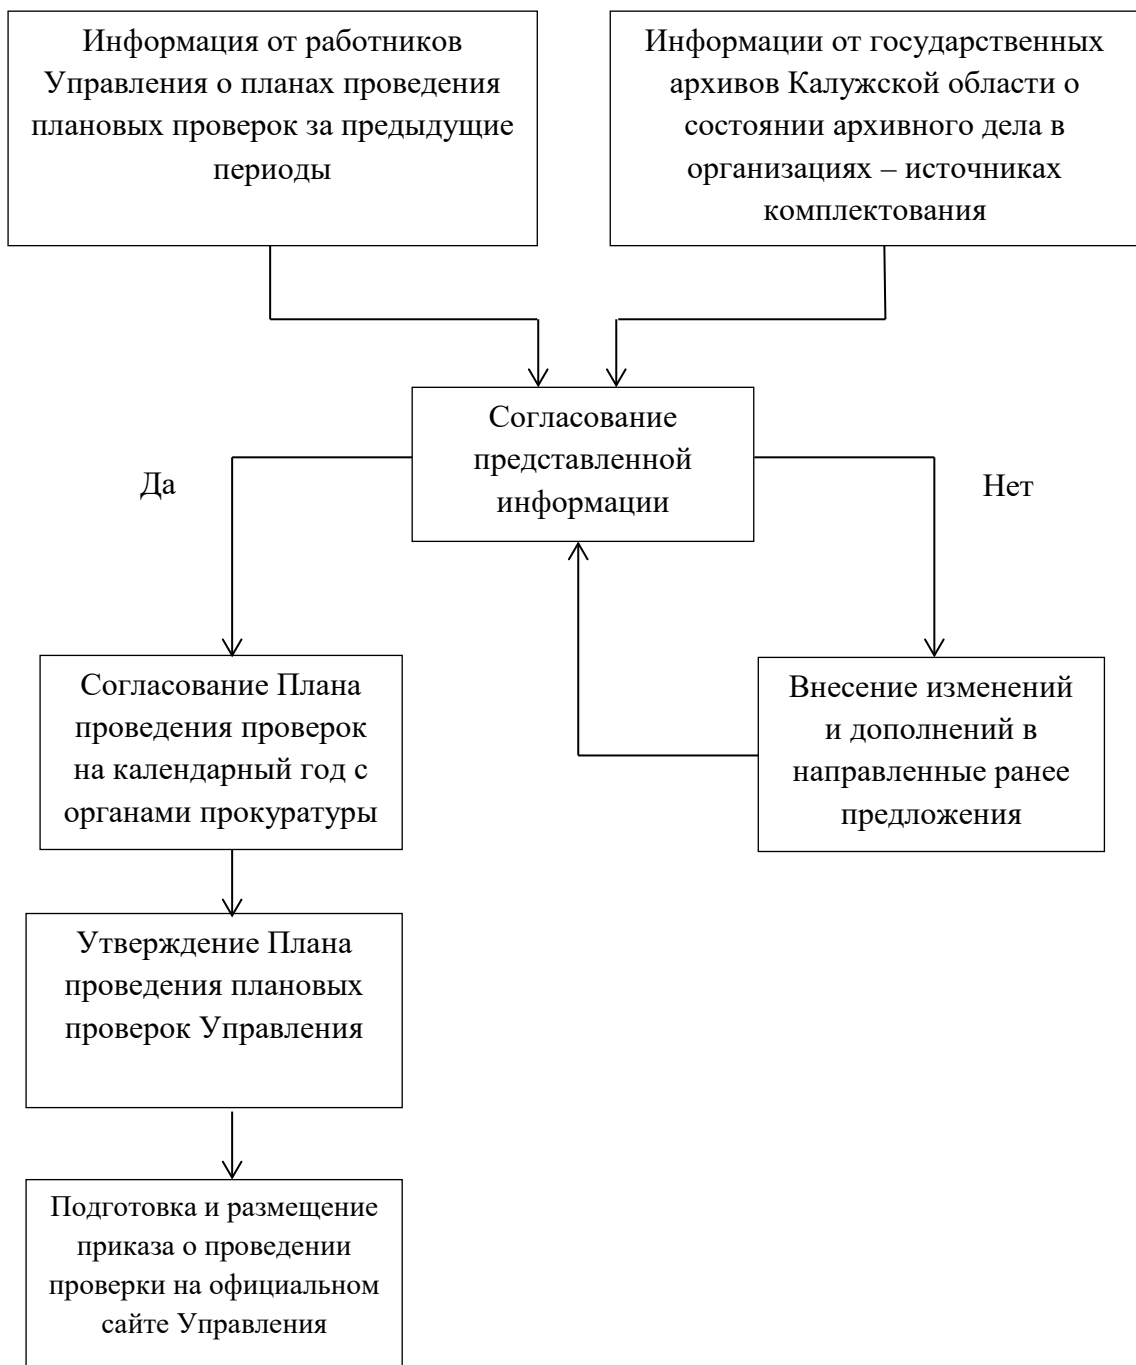 Информация от работников
Управления о планах проведения
плановых проверок за предыдущие
периоды
Информации от государственных
архивов Калужской области о
состоянии архивного дела в
организациях – источниках
комплектования
Согласование
представленной
информации
Да
Нет
Согласование Плана
проведения проверок
на календарный год с
органами прокуратуры
Внесение изменений
и дополнений в
направленные ранее
предложения
Утверждение Плана
проведения плановых
проверок Управления
Подготовка и размещение
приказа о проведении
проверки на официальном
сайте Управления